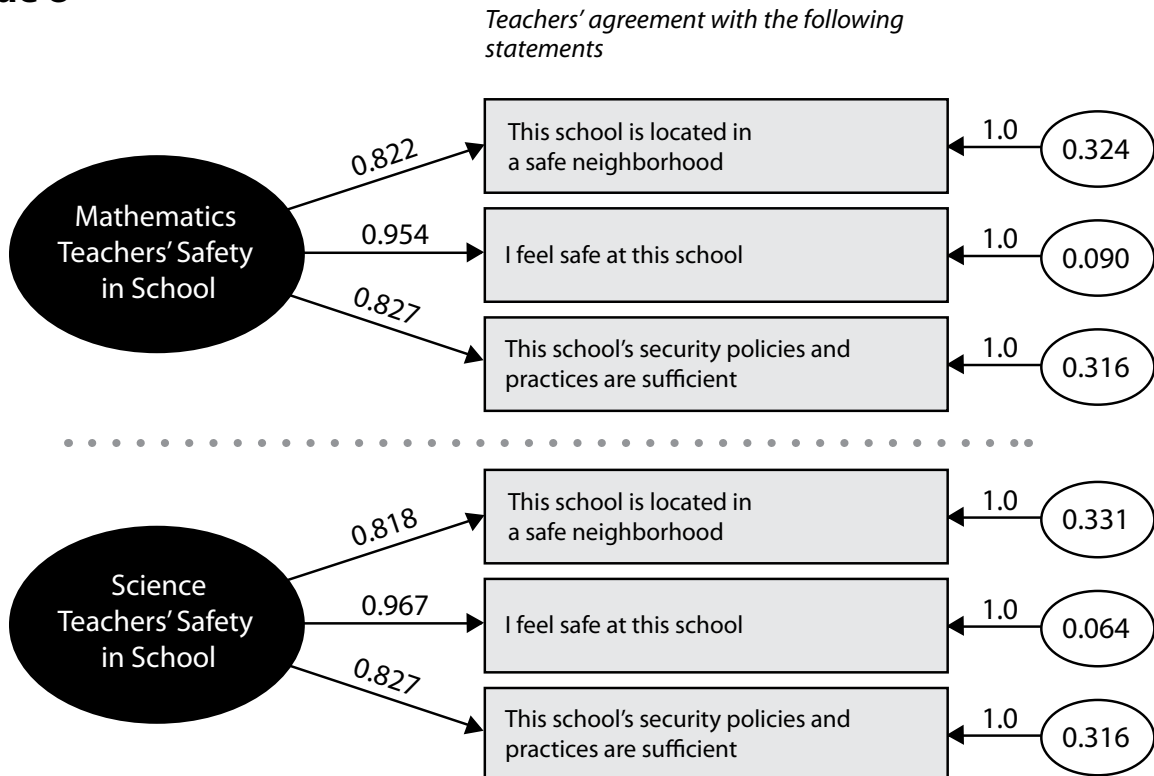 Teachers’ agreement with the following
statements
This school is located in
a safe neighborhood
0.822
1.0
0.324
Mathematics
Teachers’ Safety
in School
0.954
I feel safe at this school
1.0
0.090
0.827
This school’s security policies and
practices are sufficient
1.0
0.316
This school is located in
a safe neighborhood
0.818
1.0
0.331
Science
Teachers’ Safety
in School
0.967
I feel safe at this school
1.0
0.064
0.827
This school’s security policies and
practices are sufficient
1.0
0.316